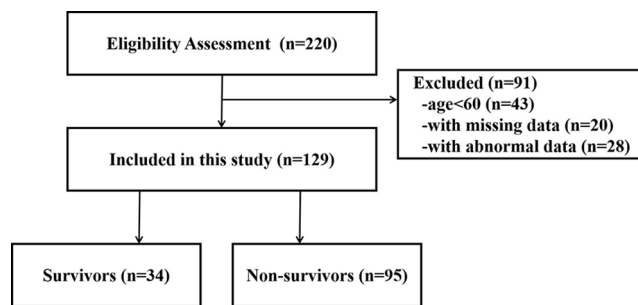 Eligibility Assessment (n=220)
Excluded (n=91)
-age<60 (n=43)
-with missing data (n=20)
-with abnormal data (n=28)
Included in this study (n=129)
Survivors (n=34)
Non-survivors (n=95)